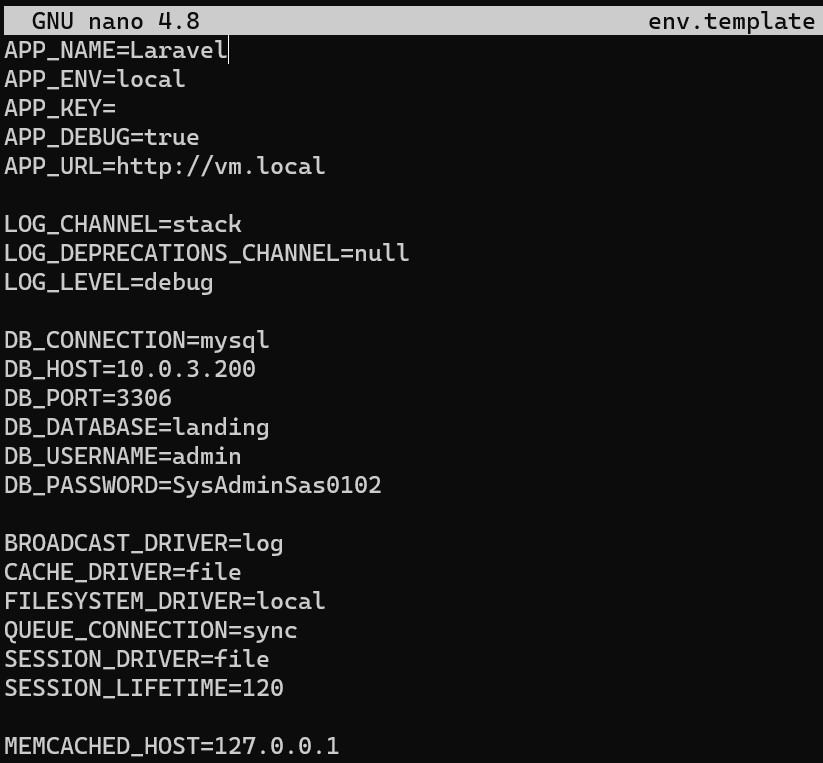 GNU nano 4.8 env.template
APP_NAME=Laravel
APP_ENV=local
APP_KEY=
APP_DEBUG=true
APP_URL=http://vm.local
LOG_CHANNEL=stack
LOG_DEPRECATIONS_CHANNEL=null
LOG_LEVEL=debug
DB_CONNECTION=mysql
DB_HOST=10.0.3.200
DB_PORT=3306
DB_DATABASE=landing
DB_USERNAME=admin
DB_PASSWORD=SysAdminSas0102
BROADCAST_DRIVER=log
CACHE_DRIVER=file
FILESYSTEM_DRIVER=local
QUEUE_CONNECTION=sync
SESSION_DRIVER=file
SESSION_LIFETIME=120
MEMCACHED_HOST=127.0.0.1